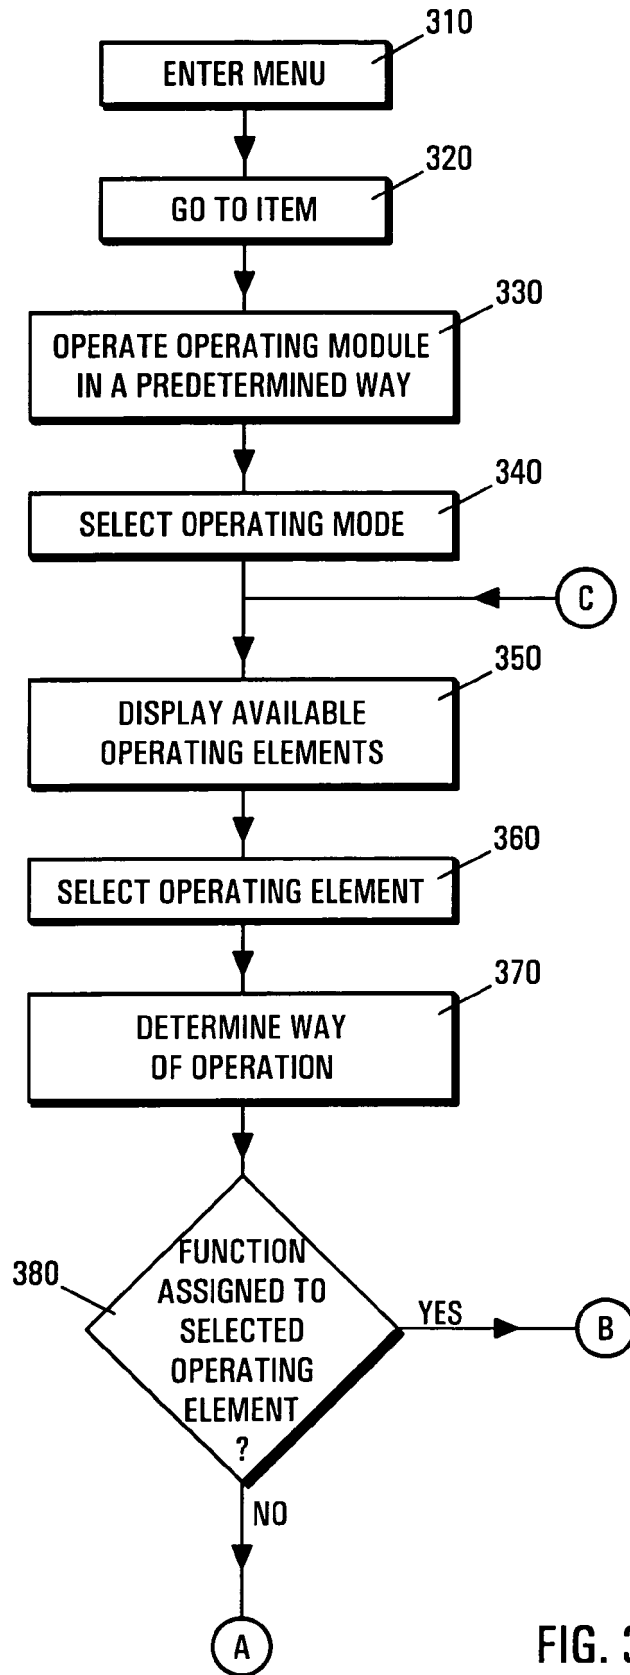 310
ENTER MENU
320
GO TO ITEM
330
OPERATE OPERATING MODULE
IN A PREDETERMINED WAY
340
SELECT OPERATING MODE
C
350
DISPLAY AVAILABLE
OPERATING ELEMENTS
360
SELECT OPERATING ELEMENT
370
DETERMINE WAY
OF OPERATION
380
FUNCTION
ASSIGNED TO
SELECTED
OPERATING
ELEMENT
?
YES
B
NO
A
FIG. 3